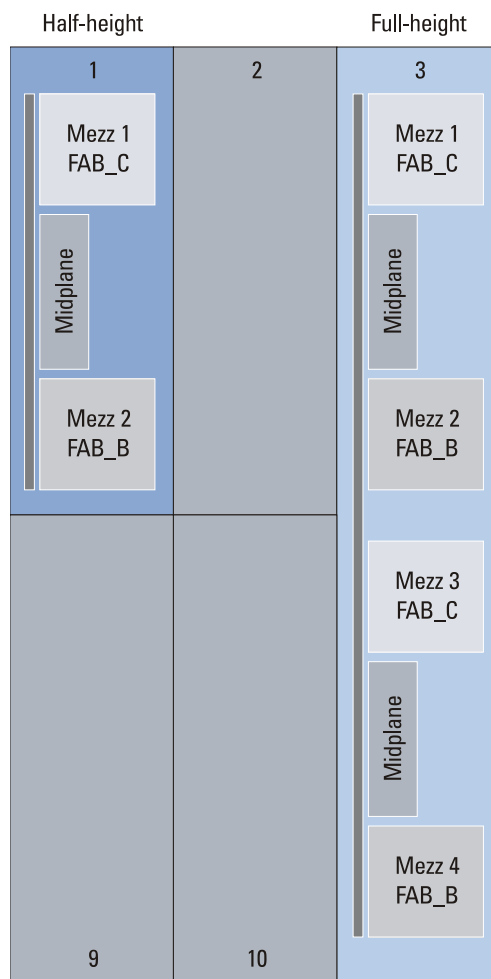 Half-height
Full-height
1
2
3
Mezz 1
FAB_C
Midplane
Mezz 2
FAB_B
Mezz 1
FAB_C
Midplane
Mezz 2
FAB_B
Mezz 3
FAB_C
Midplane
Mezz 4
FAB_B
9
10